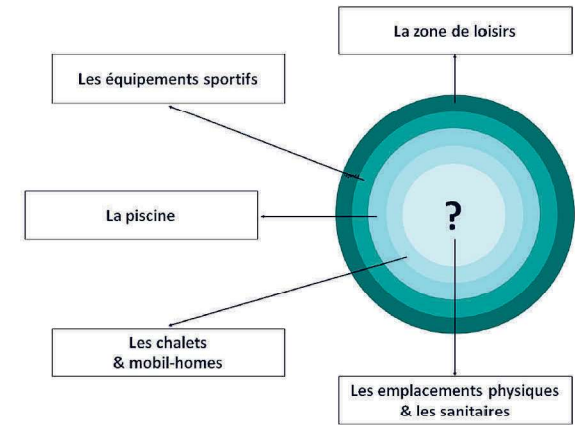 La zone de loisirs
Les équipements sportifs
?
La piscine
Les chalets
& mobil-homes
Les emplacements physiques
& les sanitaires